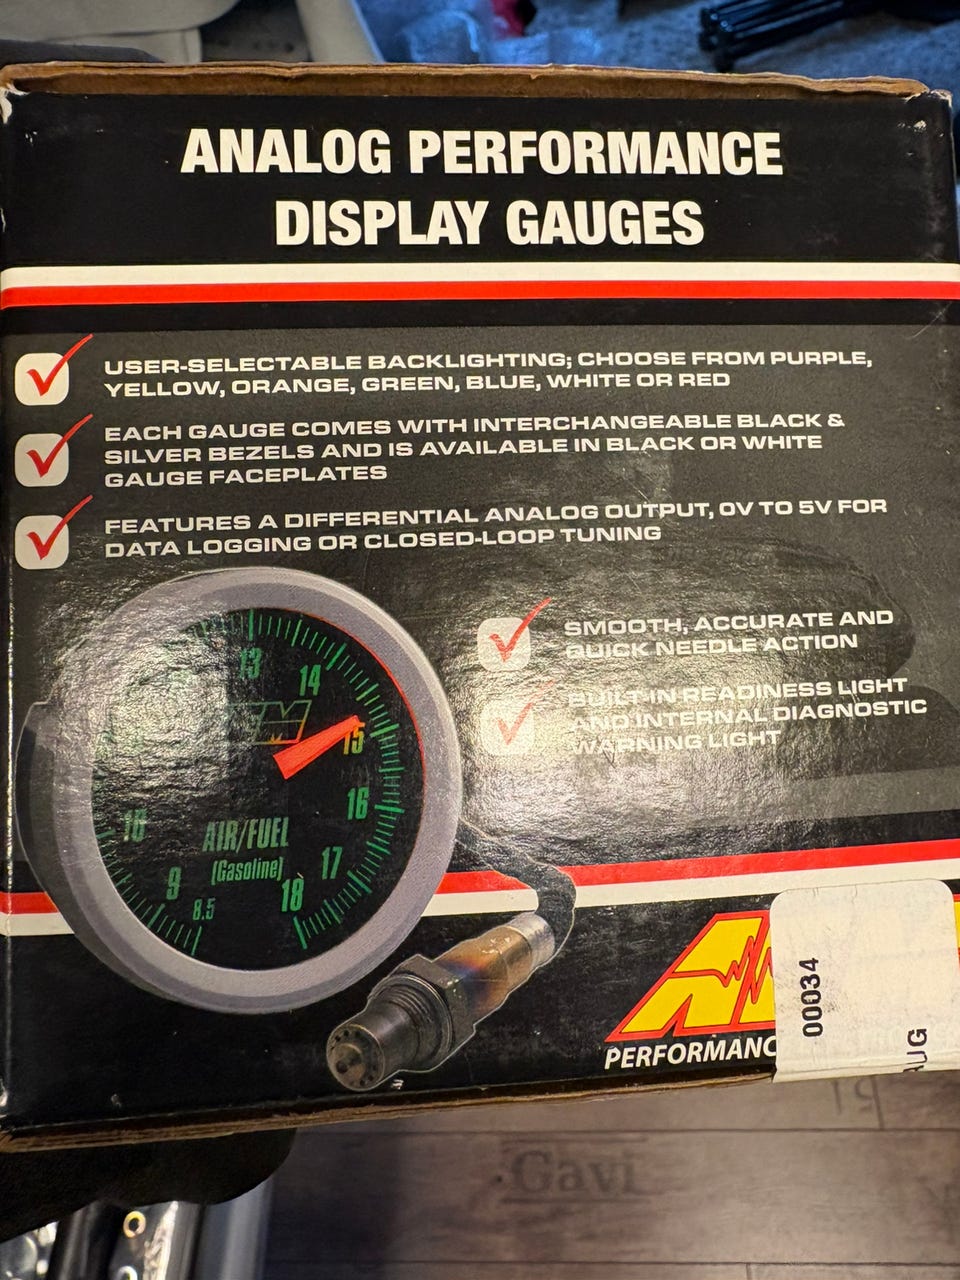 ANALOG PERFORMANCE
DISPLAY GAUGES
USER-SELECTABLE BACKLIGHTING; CHOOSE FROM PURPLE,
YELLOW, ORANGE, GREEN, BLUE, WHITE OR RED
EACH GAUGE COMES WITH INTERCHANGEABLE BLACK &
SILVER BEZELS AND IS AVAILABLE IN BLACK OR WHITE
GAUGE FACEPLATES
FEATURES A DIFFERENTIAL ANALOG OUTPUT, 0V TO 5V FOR
DATA LOGGING OR CLOSED-LOOP TUNING
SMOOTH, ACCURATE AND
QUICK NEEDLE ACTION
BUILT-IN READINESS LIGHT
AND INTERNAL DIAGNOSTIC
WARNING LIGHT
13
14
15
16
17
18
10
9
8.5
AIR/FUEL
(Gasoline)
PERFORMANC
00034
UG
Gavi